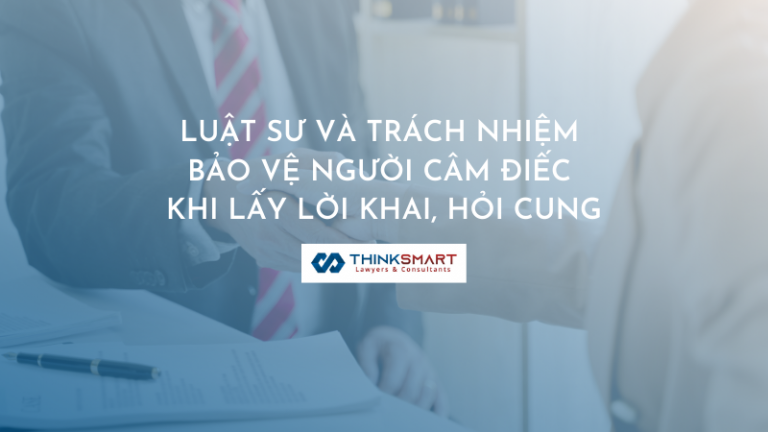 LUẬT SƯ VÀ TRÁCH NHIỆM
BẢO VỆ NGƯỜI CÂM ĐIẾC
KHI LẤY LỜI KHAI, HỎI CUNG
THINKSMART
Lawyers & Consultants